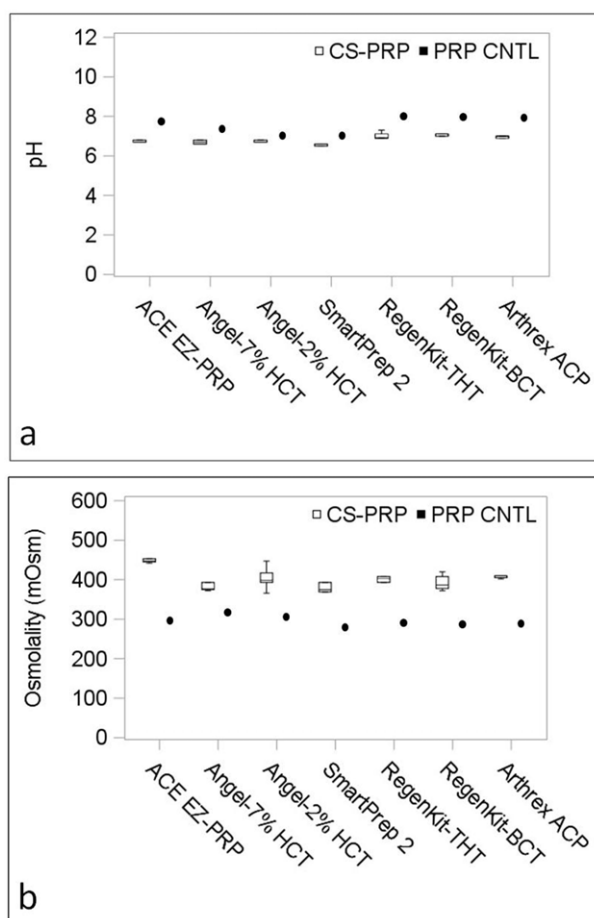 12
10
8
6
4
2
0
pH
CS-PRP PRP CNTL
ACE EZ-PRP
Angel-7% HCT
Angel-2% HCT
SmartPrep 2
RegenKit-THT
RegenKit-BCT
Arthrex ACP
a
600
500
400
300
200
100
0
Osmolality (mOsm)
CS-PRP PRP CNTL
ACE EZ-PRP
Angel-7% HCT
Angel-2% HCT
SmartPrep 2
RegenKit-THT
RegenKit-BCT
Arthrex ACP
b